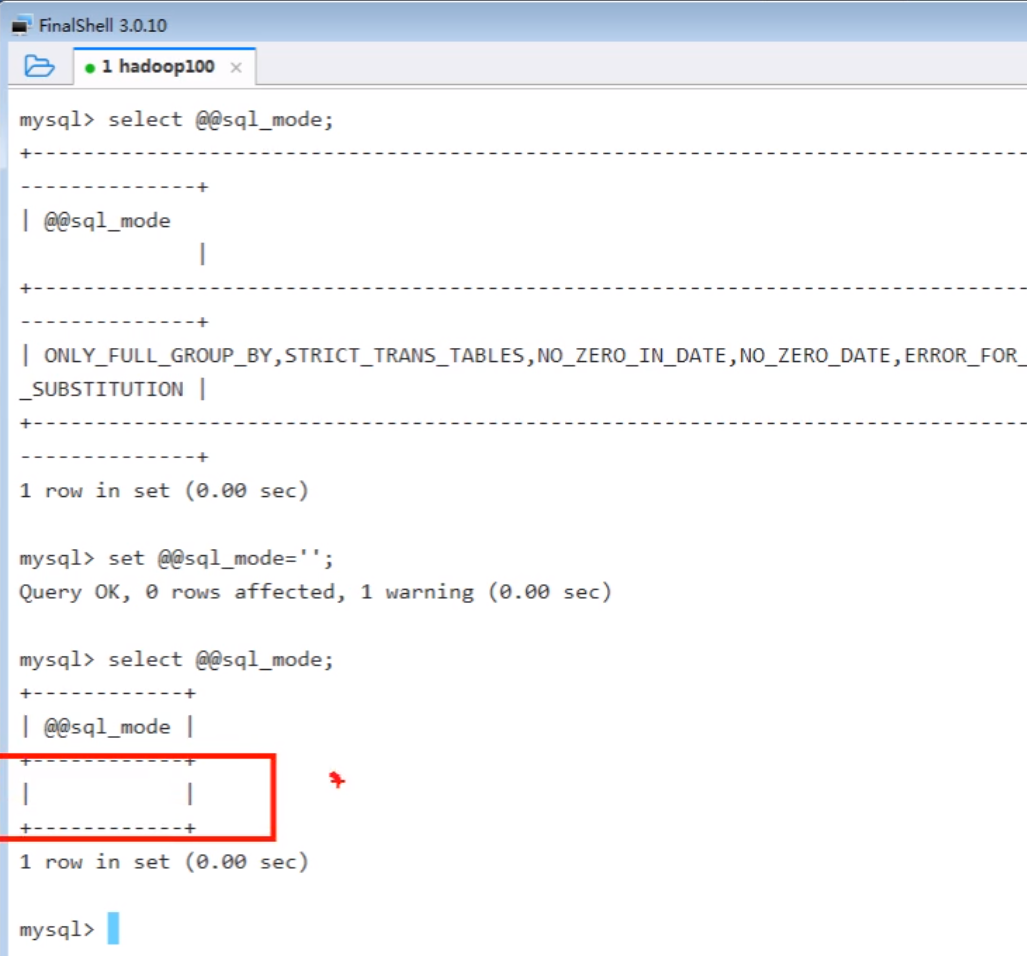 FinalShell 3.0.10
1 hadoop100 ×
mysql> select @@sql_mode;
+-------------------------------------------------------------------------------
--------------+
| @@sql_mode
|
+-------------------------------------------------------------------------------
--------------+
| ONLY_FULL_GROUP_BY,STRICT_TRANS_TABLES,NO_ZERO_IN_DATE,NO_ZERO_DATE,ERROR_FOR_
_SUBSTITUTION |
+-------------------------------------------------------------------------------
--------------+
1 row in set (0.00 sec)
mysql> set @@sql_mode='';
Query OK, 0 rows affected, 1 warning (0.00 sec)
mysql> select @@sql_mode;
+------------+
| @@sql_mode |
+------------+
|            |
+------------+
1 row in set (0.00 sec)
mysql>